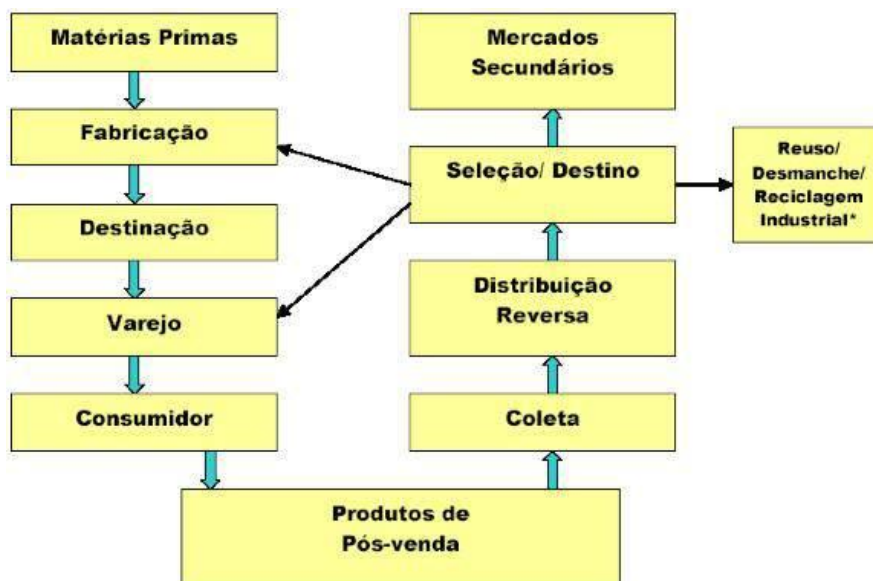 Matérias Primas
Fabricação
Destinação
Varejo
Consumidor
Produtos de
Pós-venda
Coleta
Distribuição
Reversa
Seleção/ Destino
Mercados
Secundários
Reuso/
Desmanche/
Reciclagem
Industrial*